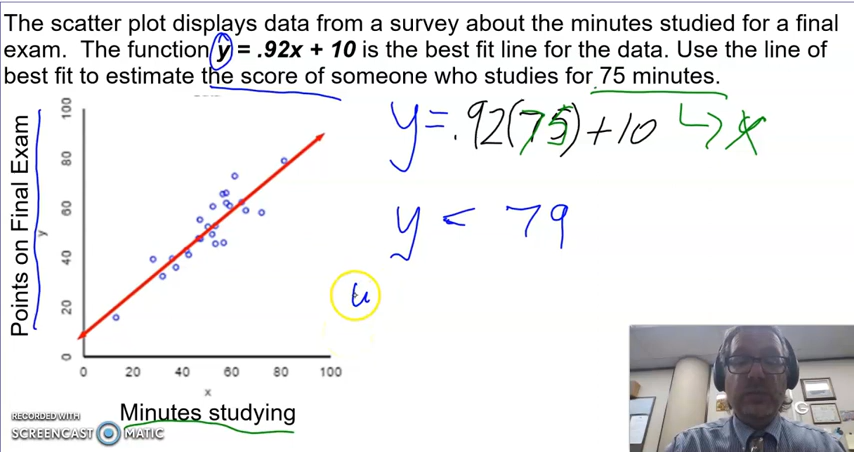 The scatter plot displays data from a survey about the minutes studied for a final
exam. The function y = .92x + 10 is the best fit line for the data. Use the line of
best fit to estimate the score of someone who studies for 75 minutes.
Points on Final Exam
y
100
80
60
40
20
0
0 20 40 60 80 100
x
Minutes studying
y = .92(75) + 10 ↳ x
y = 79
RECORDED WITH
SCREENCAST MATIC
G